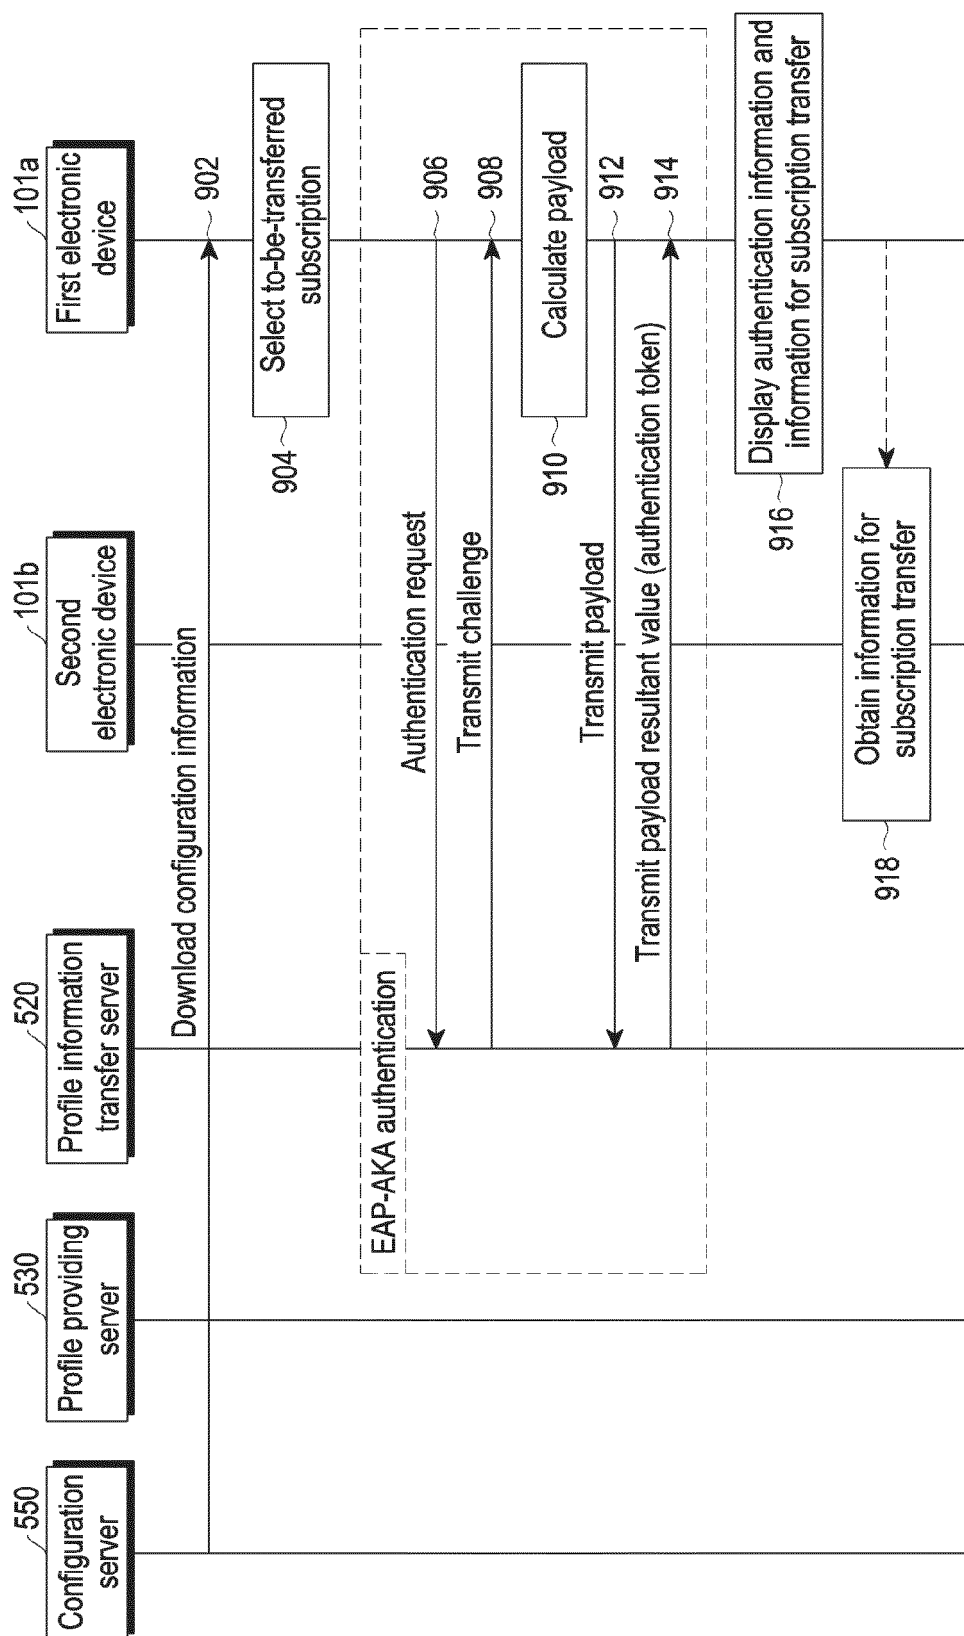 550
Configuration
server
530
Profile providing
server
520
Profile information
transfer server
101b
Second
electronic device
101a
First electronic
device
Download configuration information
902
904
Select to-be-transferred
subscription
EAP-AKA authentication
Authentication request
906
Transmit challenge
908
910
Calculate payload
Transmit payload
912
Transmit payload resultant value (authentication token)
914
916
Display authentication information and
information for subscription transfer
918
Obtain information for
subscription transfer